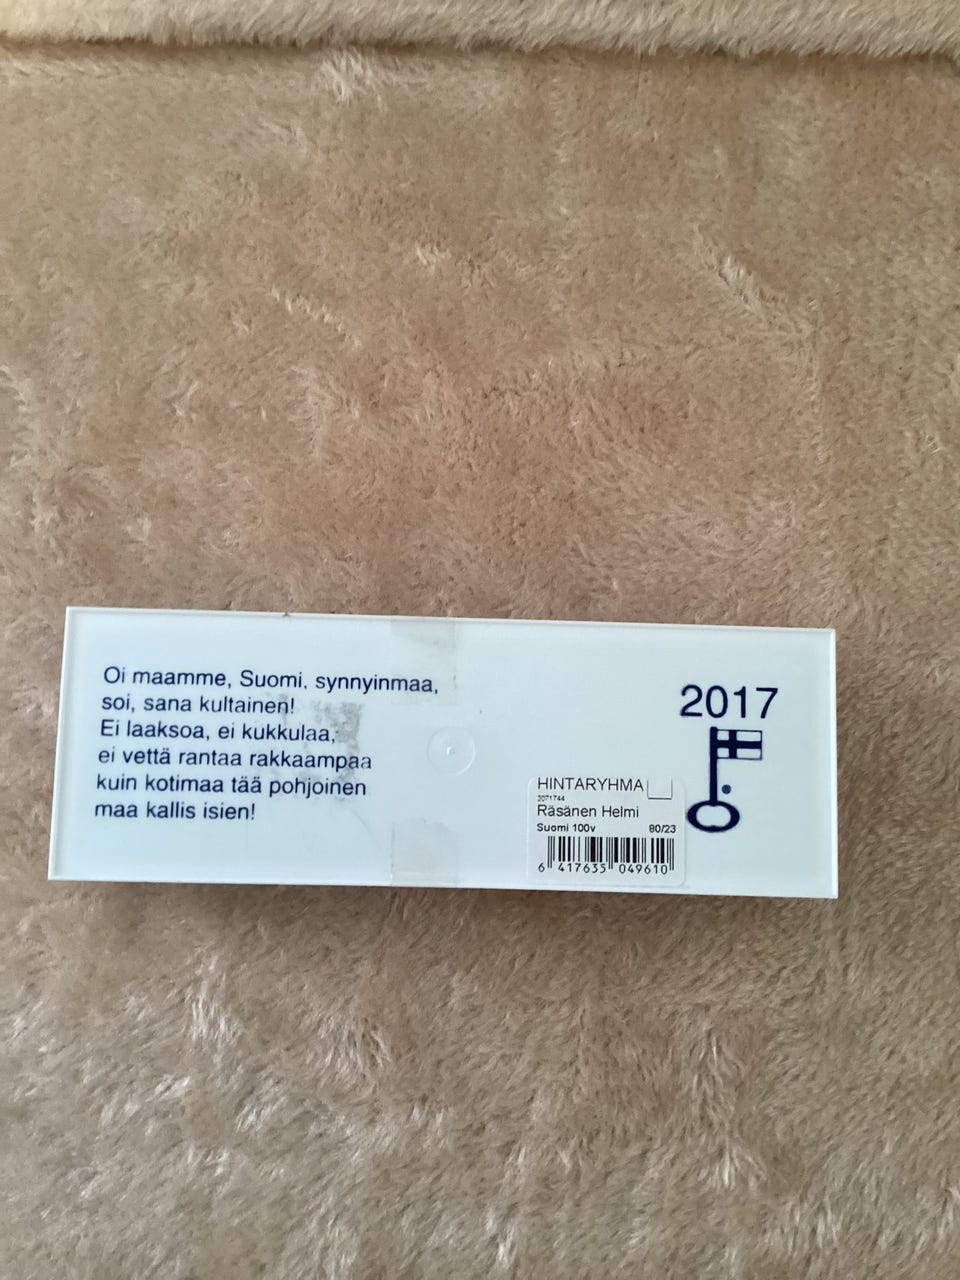 Oi maamme, Suomi, synnyinmaa,
soi, sana kultainen!
Ei laaksoa, ei kukkulaa,
ei vettä rantaa rakkaampaa
kuin kotimaa tää pohjoinen
maa kallis isien!
2017
HINTARYHMA
2071744
Räsänen Helmi
Suomi 100v 80/23
6 417635 049610